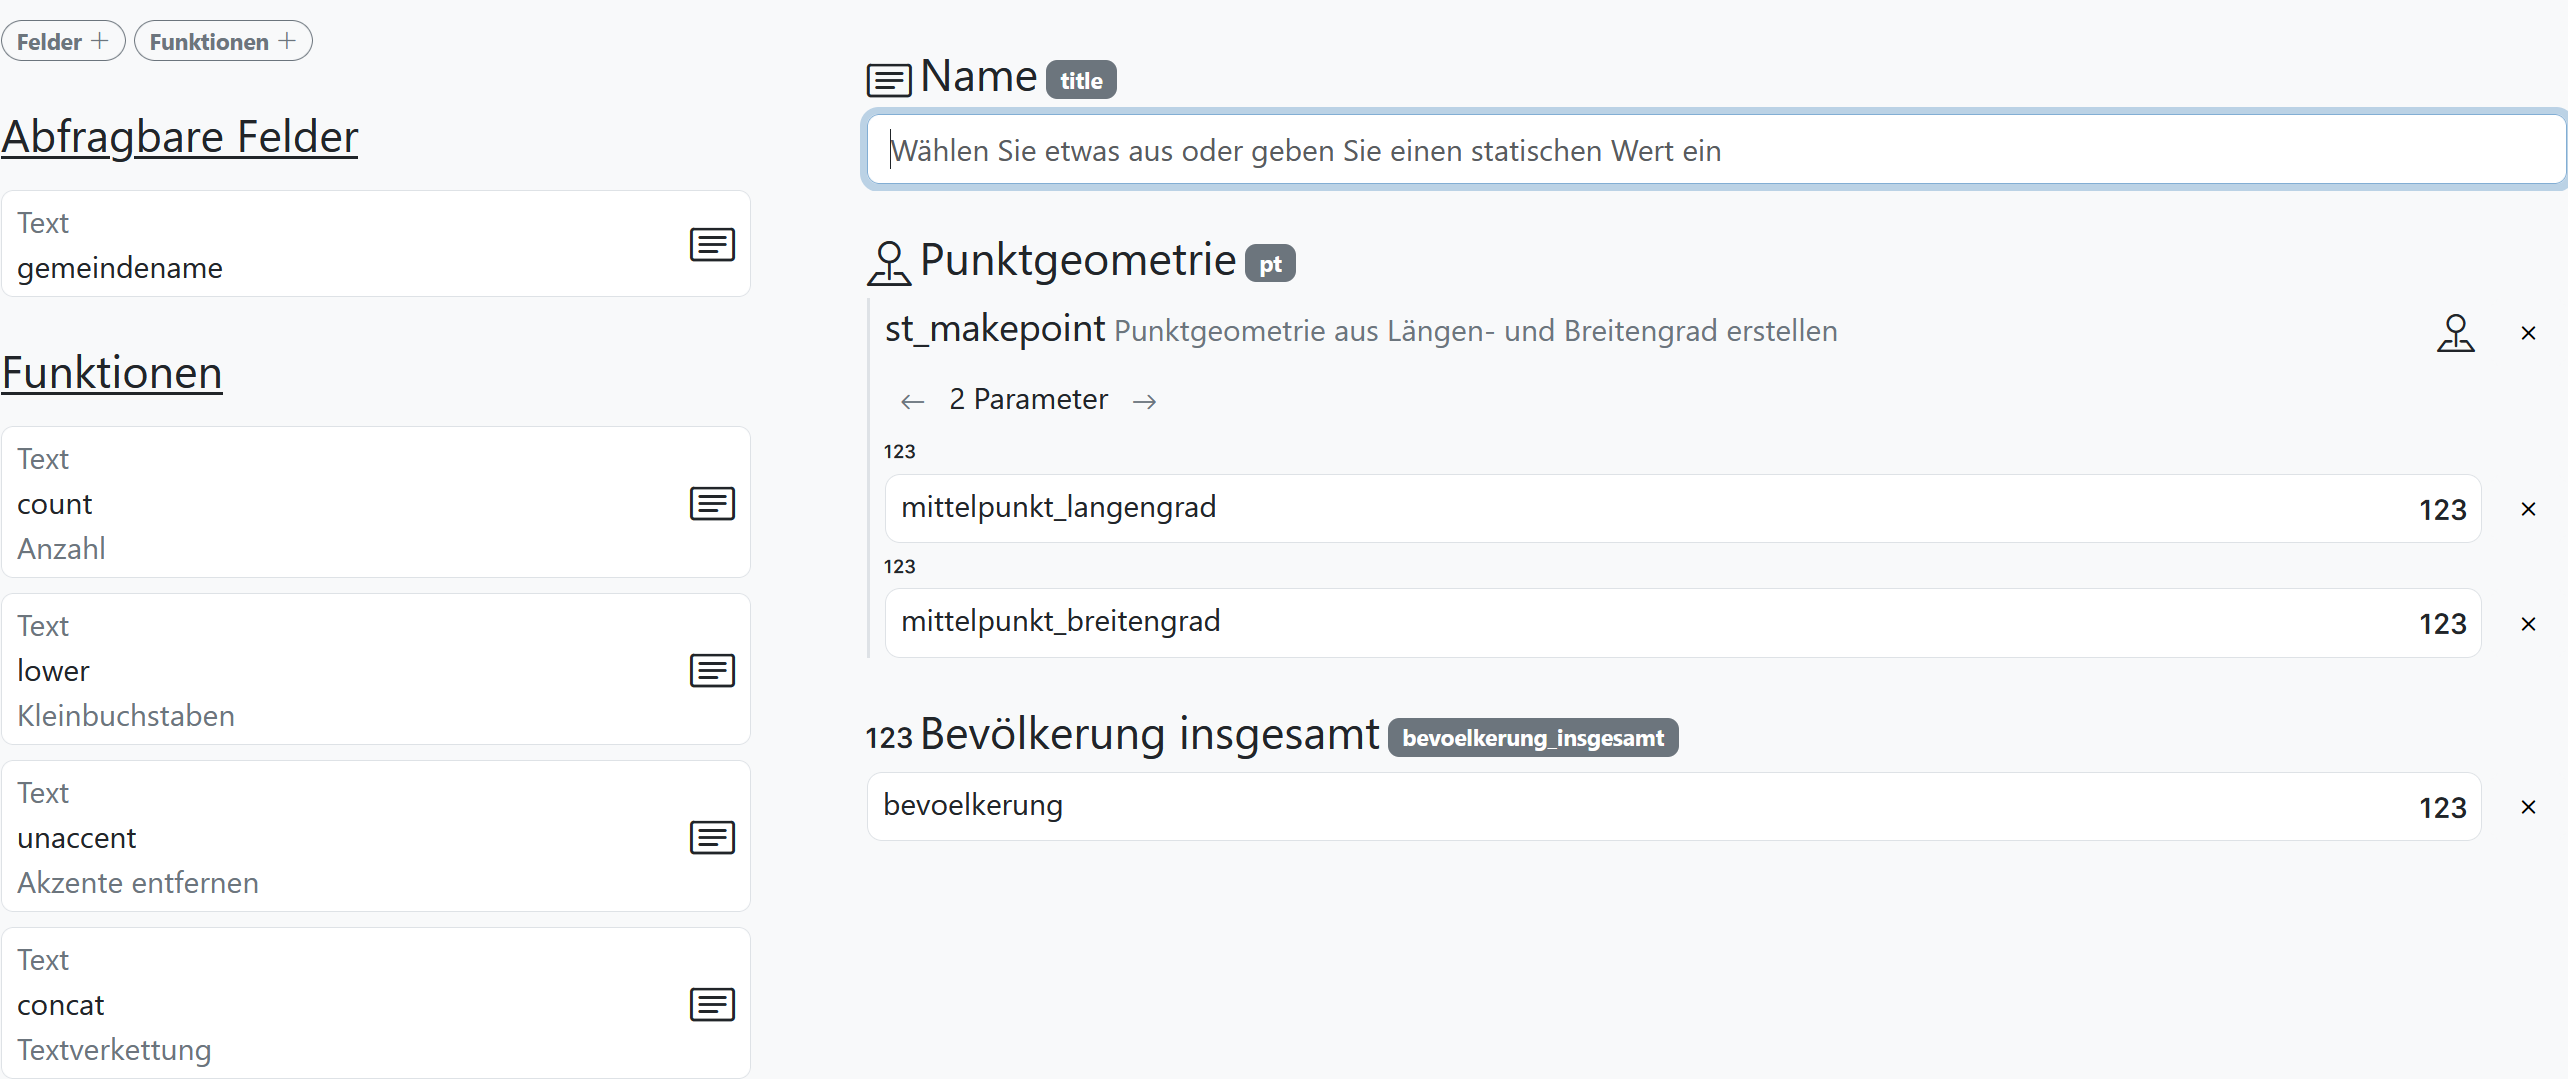 Felder +
Funktionen +
Abfragbare Felder
Text
gemeindename
Funktionen
Text
count
Anzahl
Text
lower
Kleinbuchstaben
Text
unaccent
Akzente entfernen
Text
concat
Textverkettung
Name title
Wählen Sie etwas aus oder geben Sie einen statischen Wert ein
Punktgeometrie pt
st_makepoint Punktgeometrie aus Längen- und Breitengrad erstellen ×
← 2 Parameter →
123
mittelpunkt_langengrad 123 ×
123
mittelpunkt_breitengrad 123 ×
123 Bevölkerung insgesamt bevoelkerung_insgesamt
bevoelkerung 123 ×